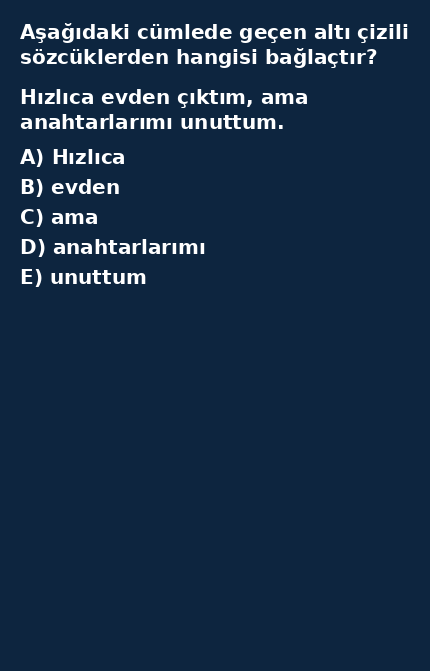 Aşağıdaki cümlede geçen altı çizili
sözcüklerden hangisi bağlaçtır?
Hızlıca evden çıktım, ama
anahtarlarımı unuttum.
A) Hızlıca
B) evden
C) ama
D) anahtarlarımı
E) unuttum